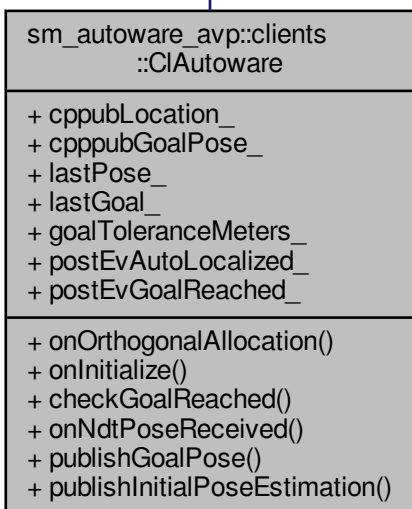 sm_autoware_avp::clients
::ClAutoware
+ cppubLocation_
+ cpppubGoalPose_
+ lastPose_
+ lastGoal_
+ goalToleranceMeters_
+ postEvAutoLocalized_
+ postEvGoalReached_
+ onOrthogonalAllocation()
+ onInitialize()
+ checkGoalReached()
+ onNdtPoseReceived()
+ publishGoalPose()
+ publishInitialPoseEstimation()